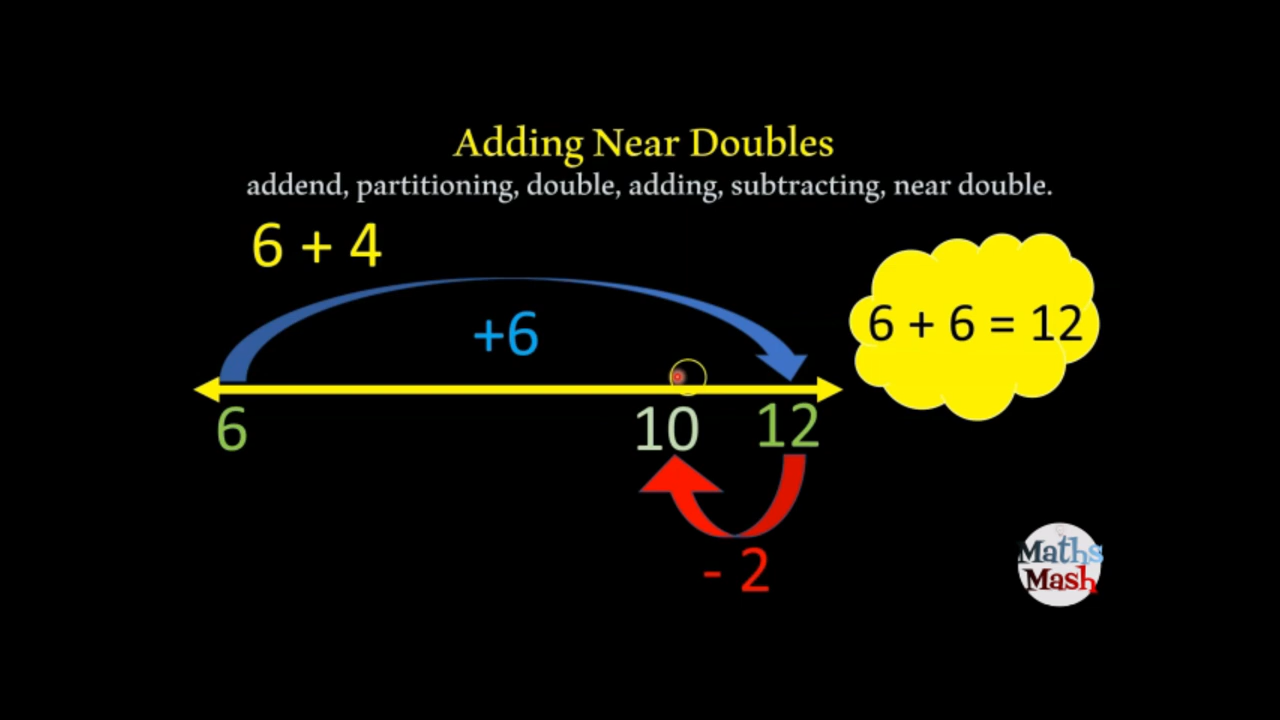 Adding Near Doubles
addend, partitioning, double, adding, subtracting, near double.
6 + 4
+6
6 + 6 = 12
6 10 12
- 2
Maths
Mash